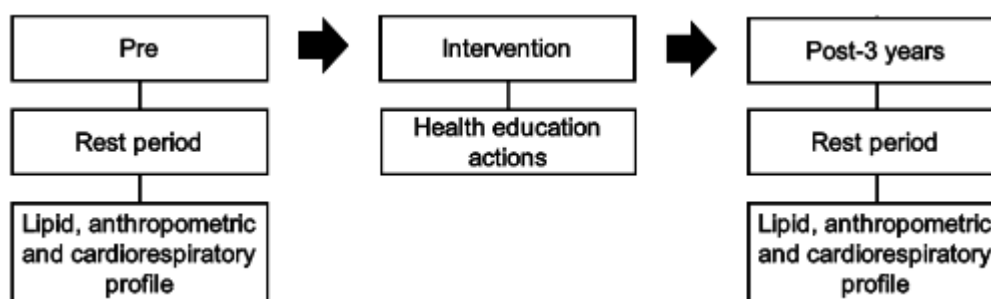 Pre
Rest period
Lipid, anthropometric
and cardiorespiratory
profile
Intervention
Health education
actions
Post-3 years
Rest period
Lipid, anthropometric
and cardiorespiratory
profile